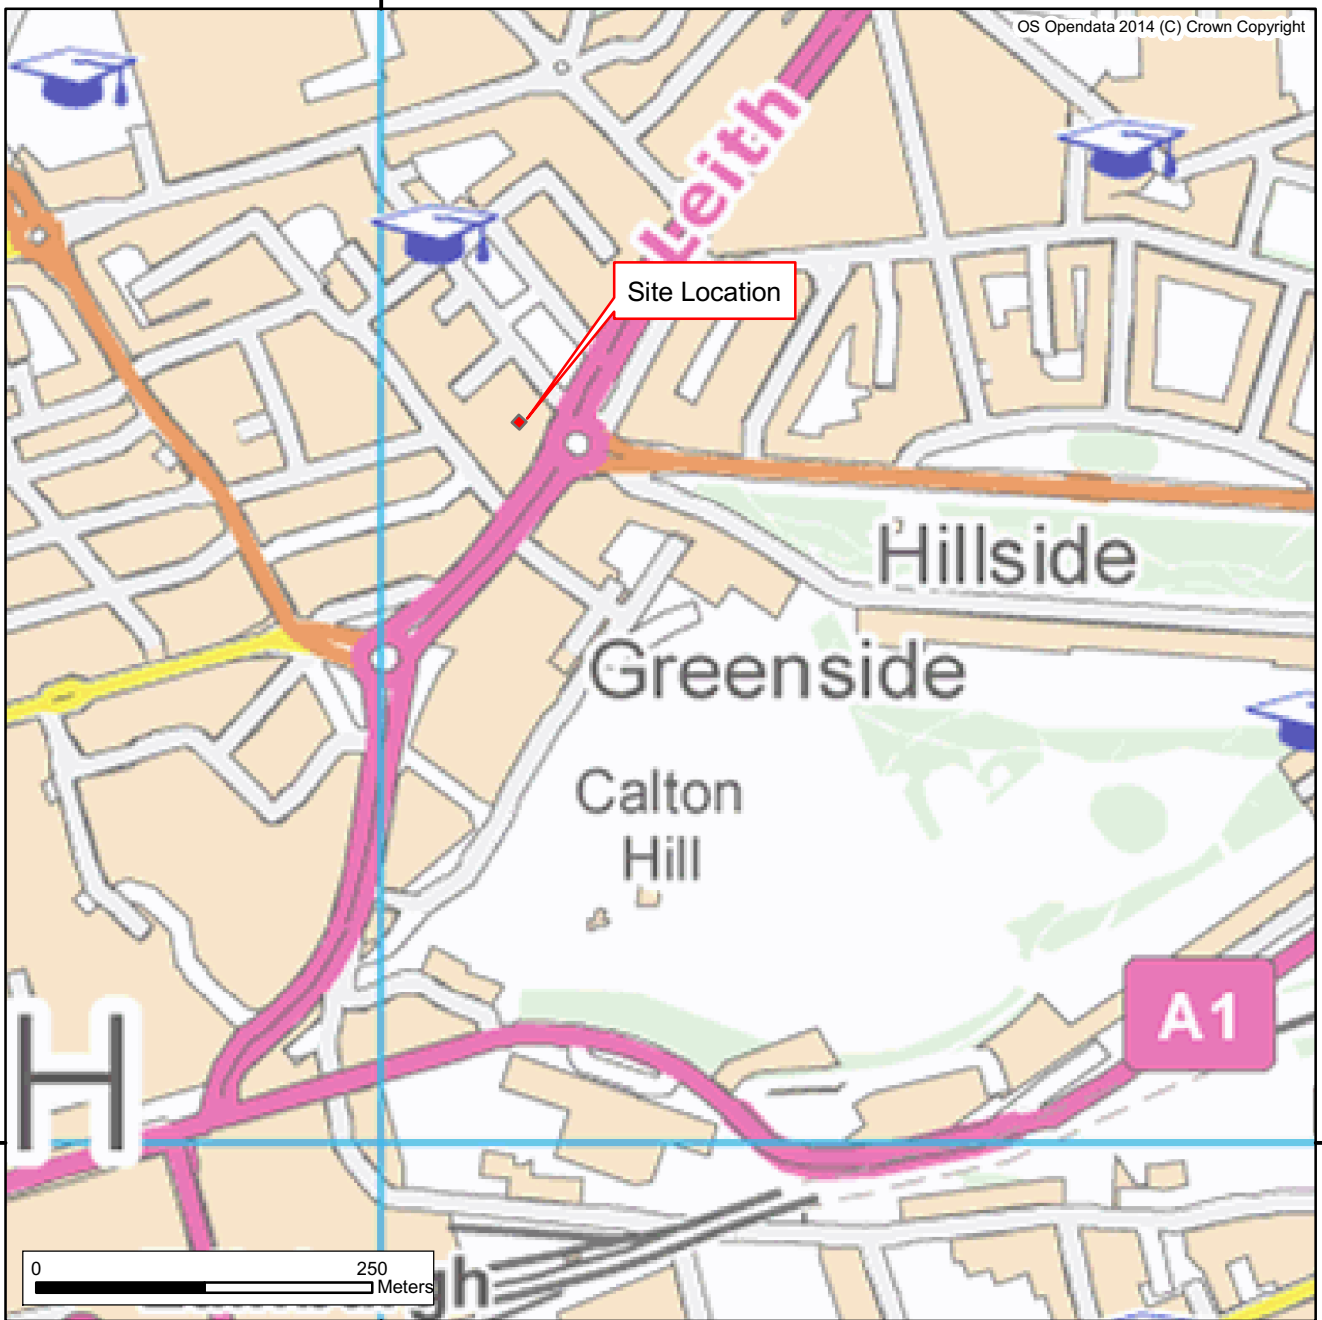 OS Opendata 2014 (C) Crown Copyright
Leith
Site Location
Hillside
Greenside
Calton
Hill
A1
H
0 250
Meters
gh